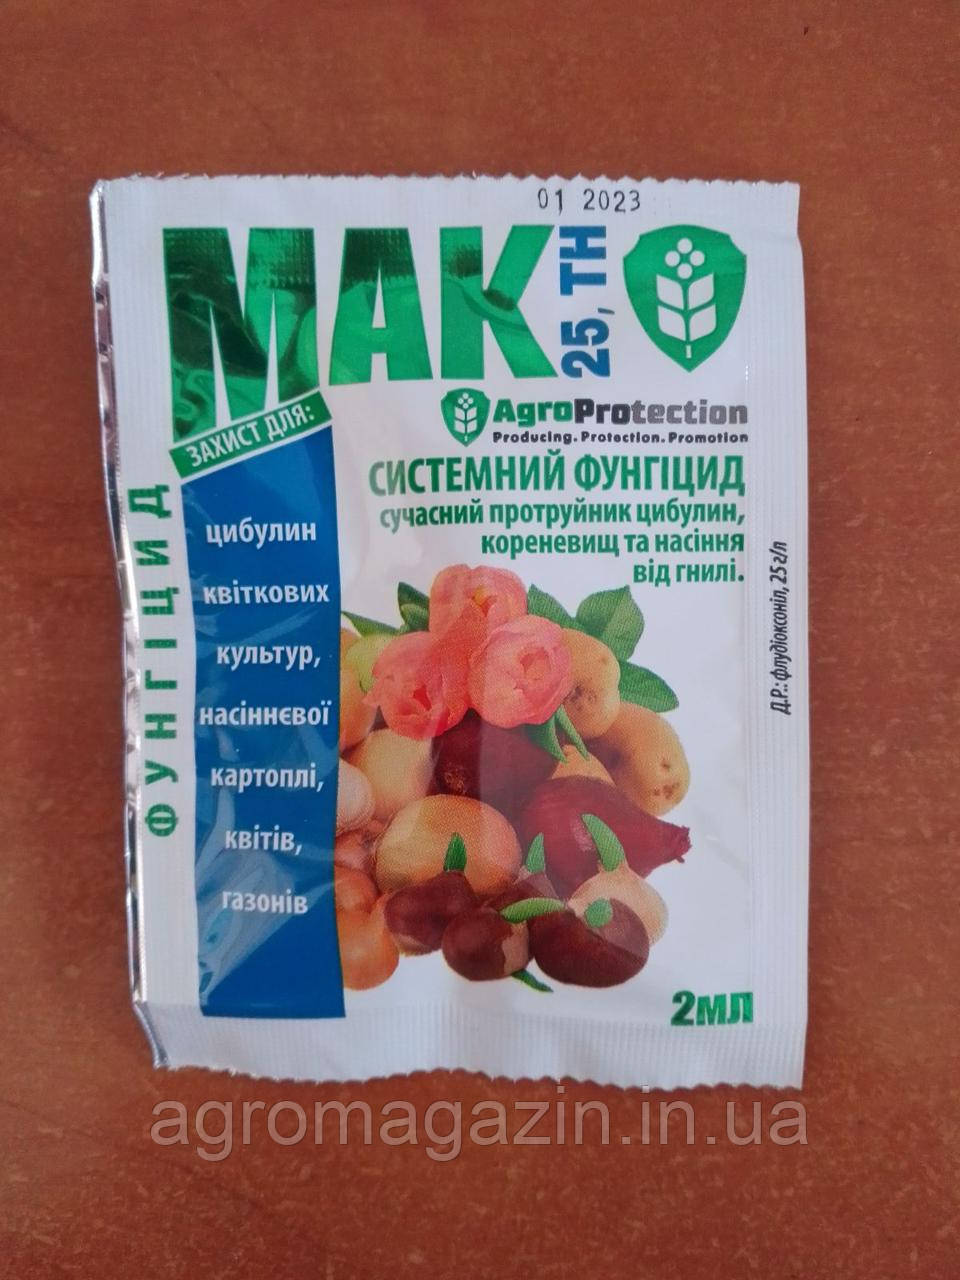 01 2023
МАК
25, ТН
AgroProtection
Producing. Protection. Promotion
ЗАХИСТ ДЛЯ:
цибулин
квіткових
культур,
насіннєвої
картоплі,
квітів,
газонів
ФУНГІЦИД
СИСТЕМНИЙ ФУНГІЦИД
сучасний протруйник цибулин,
кореневищ та насіння
від гнилі.
Д.Р.: флудіоксоніл, 25 г/л
2МЛ
agromagazin.in.ua